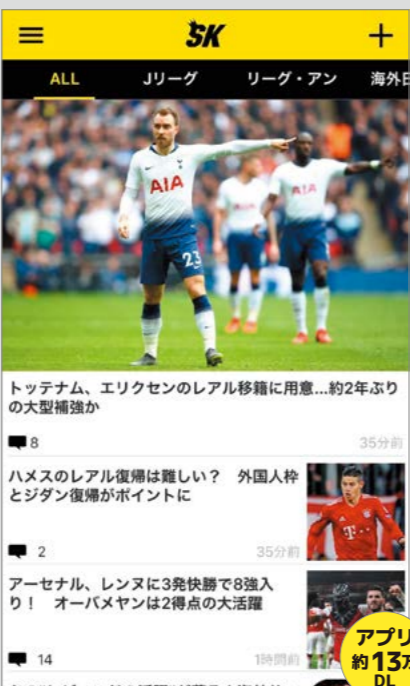 SK
ALL Jリーグ リーグ・アン 海外
AIA
AIA
23
トッテナム、エリクセンのレアル移籍に用意...約2年ぶり
の大型補強か
8
35分前
ハメスのレアル復帰は難しい? 外国人枠
とジダン復帰がポイントに
2
35分前
アーセナル、レンヌに3発快勝で8強入
り! オーバメヤンは2得点の大活躍
14
1時間前
アプリ
約13万
DL